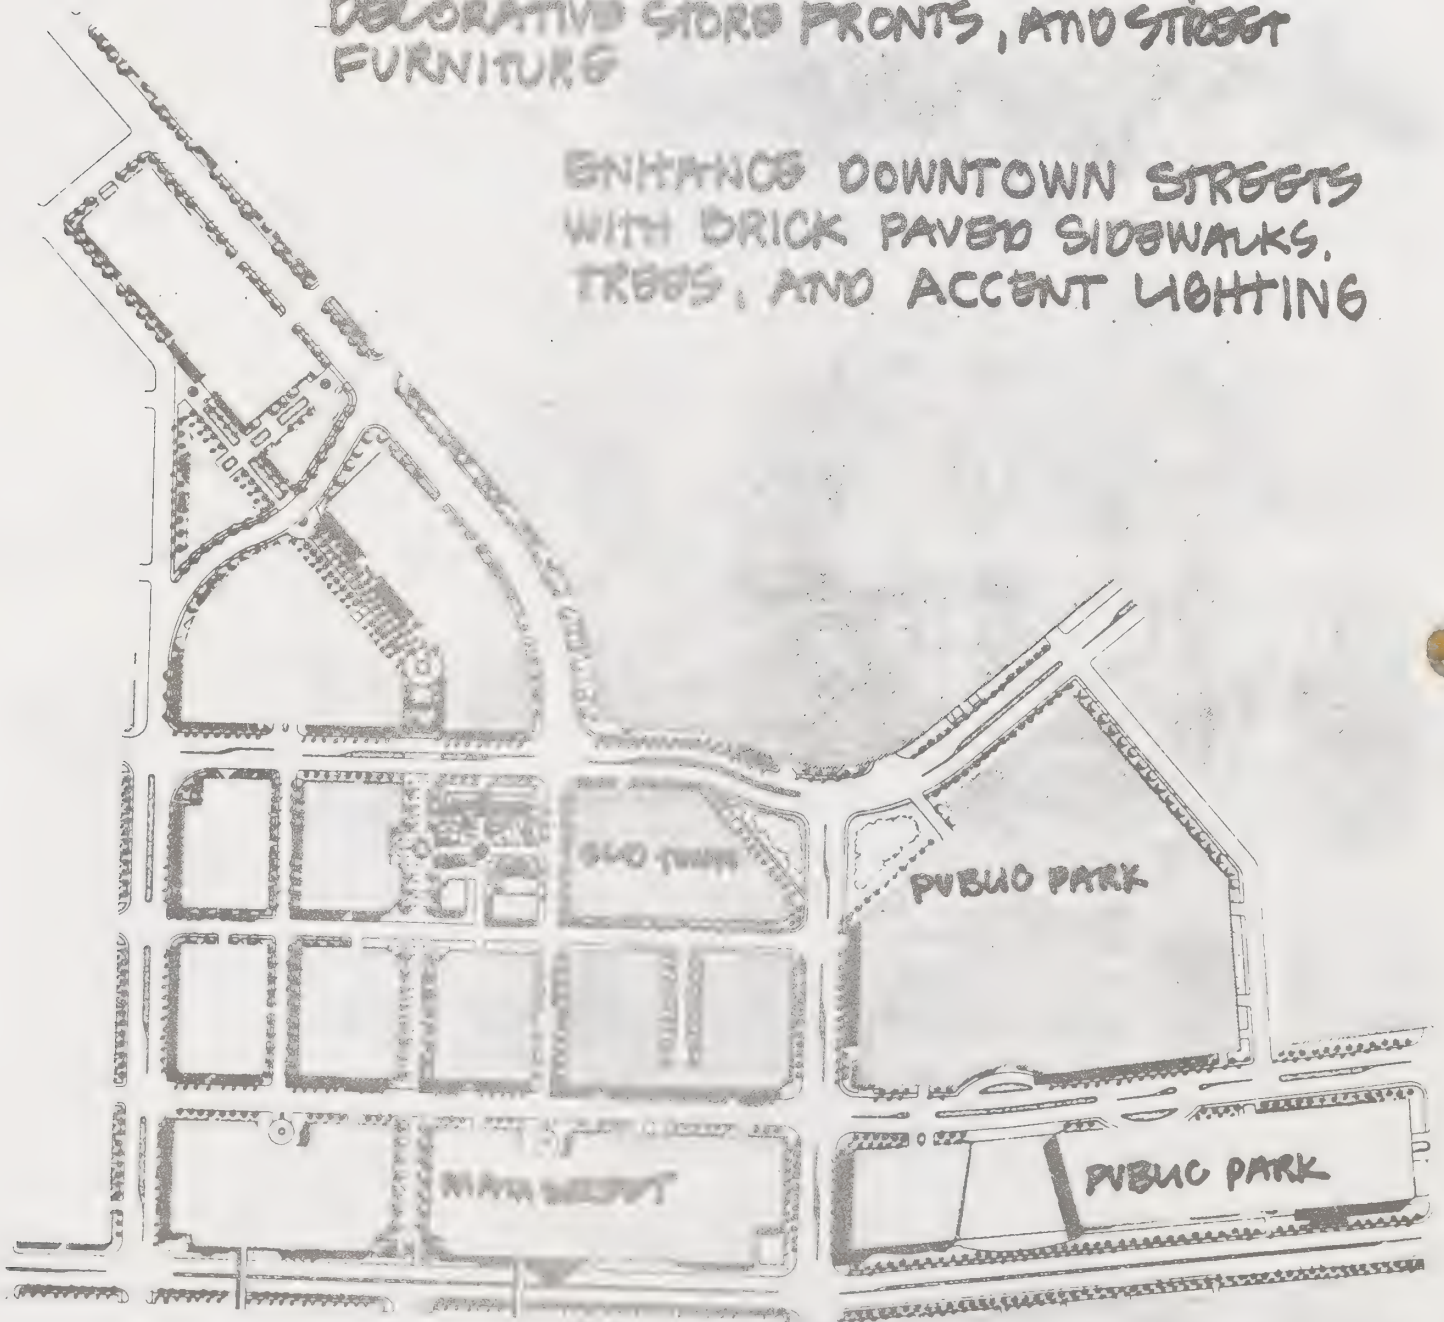 DECORATIVE STORE FRONTS, AND STREET
FURNITURE
ENHANCE DOWNTOWN STREETS
WITH BRICK PAVED SIDEWALKS,
TREES, AND ACCENT LIGHTING
OLD TOWN
PUBLIC PARK
MAIN STREET
PUBLIC PARK